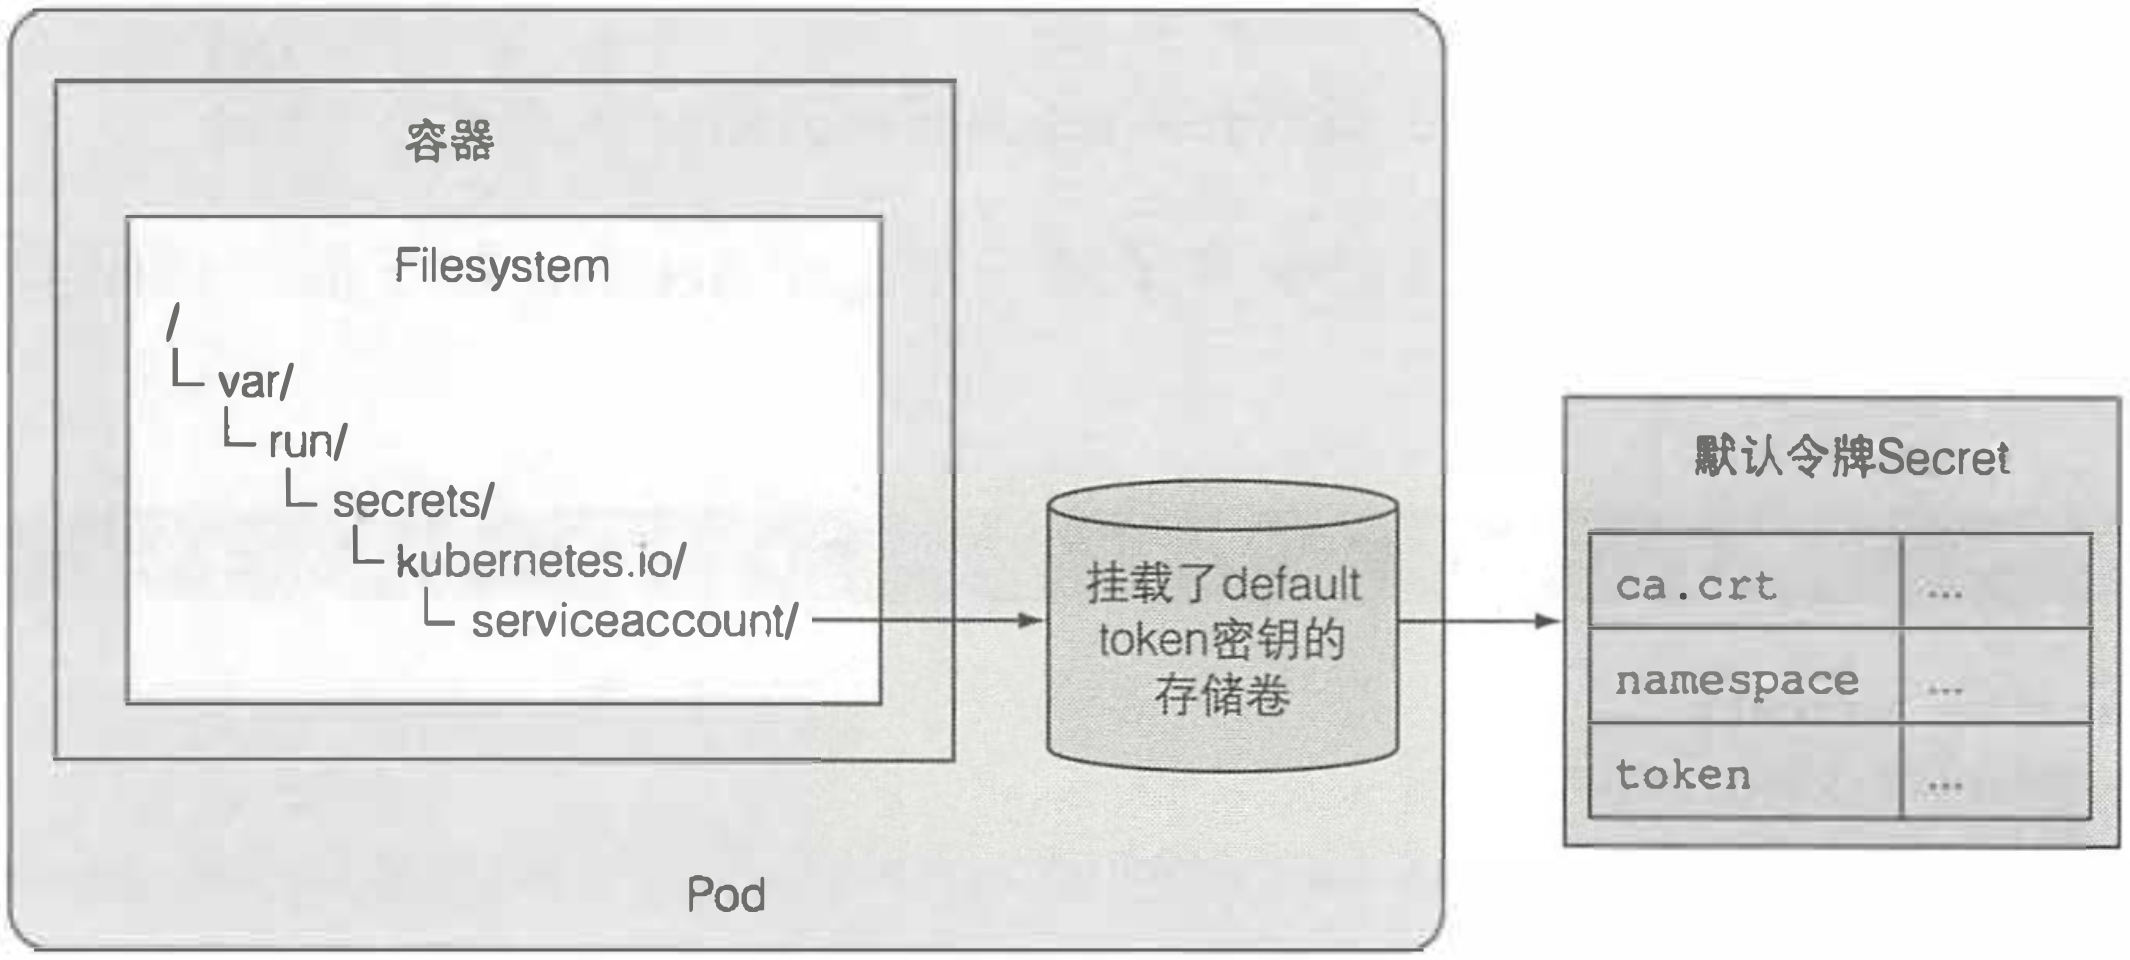 容器
Filesystem
/
var/
run/
secrets/
kubernetes.io/
serviceaccount/
挂载了default
token密钥的
存储卷
Pod
默认令牌Secret
ca.crt ...
namespace ...
token ...